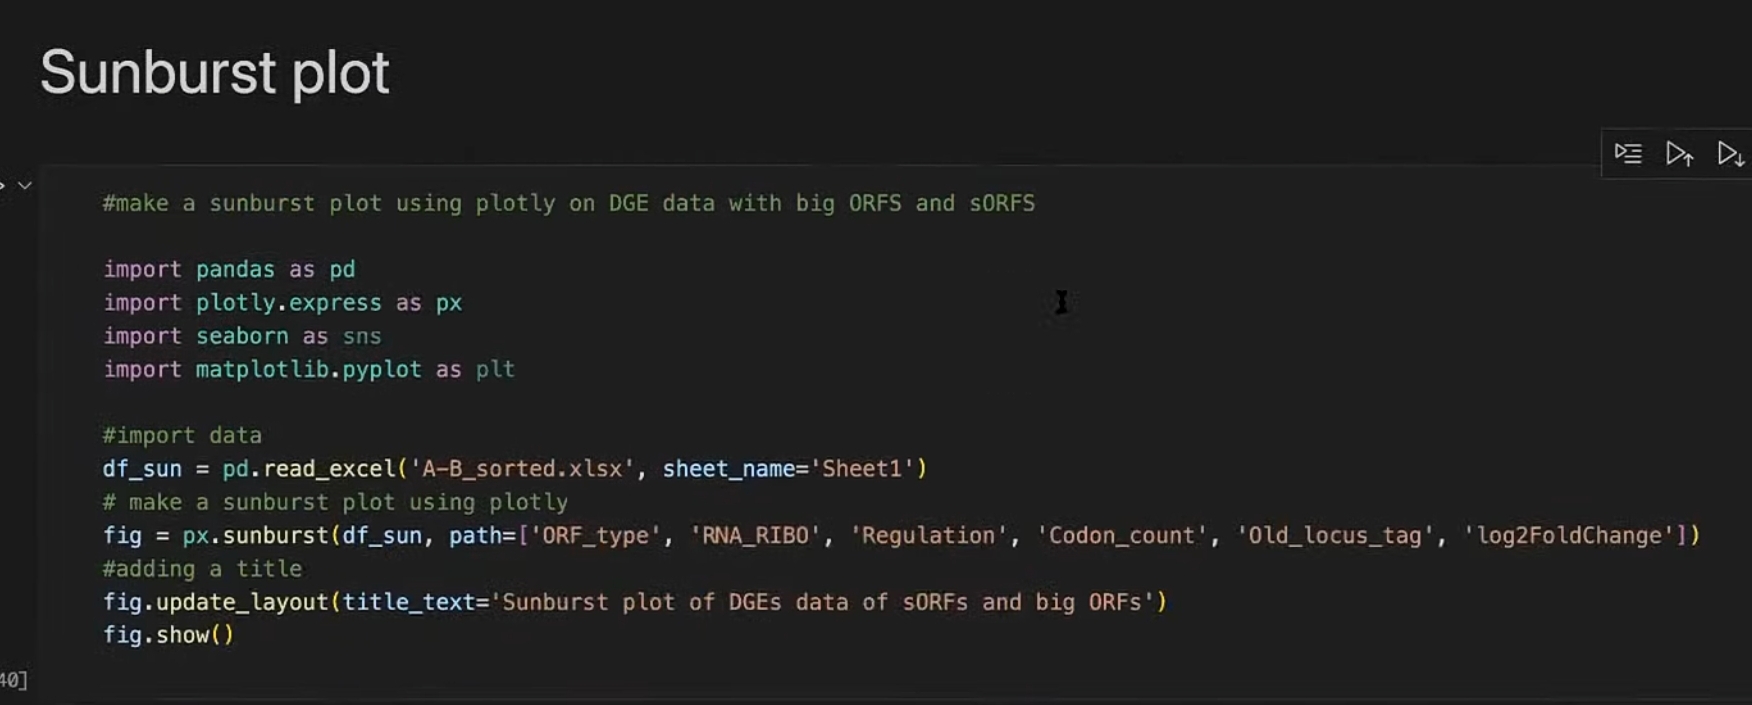 Sunburst plot
#make a sunburst plot using plotly on DGE data with big ORFS and sORFS
import pandas as pd
import plotly.express as px
import seaborn as sns
import matplotlib.pyplot as plt
#import data
df_sun = pd.read_excel('A-B_sorted.xlsx', sheet_name='Sheet1')
# make a sunburst plot using plotly
fig = px.sunburst(df_sun, path=['ORF_type', 'RNA_RIBO', 'Regulation', 'Codon_count', 'Old_locus_tag', 'log2FoldChange'])
#adding a title
fig.update_layout(title_text='Sunburst plot of DGEs data of sORFs and big ORFs')
fig.show()
40]